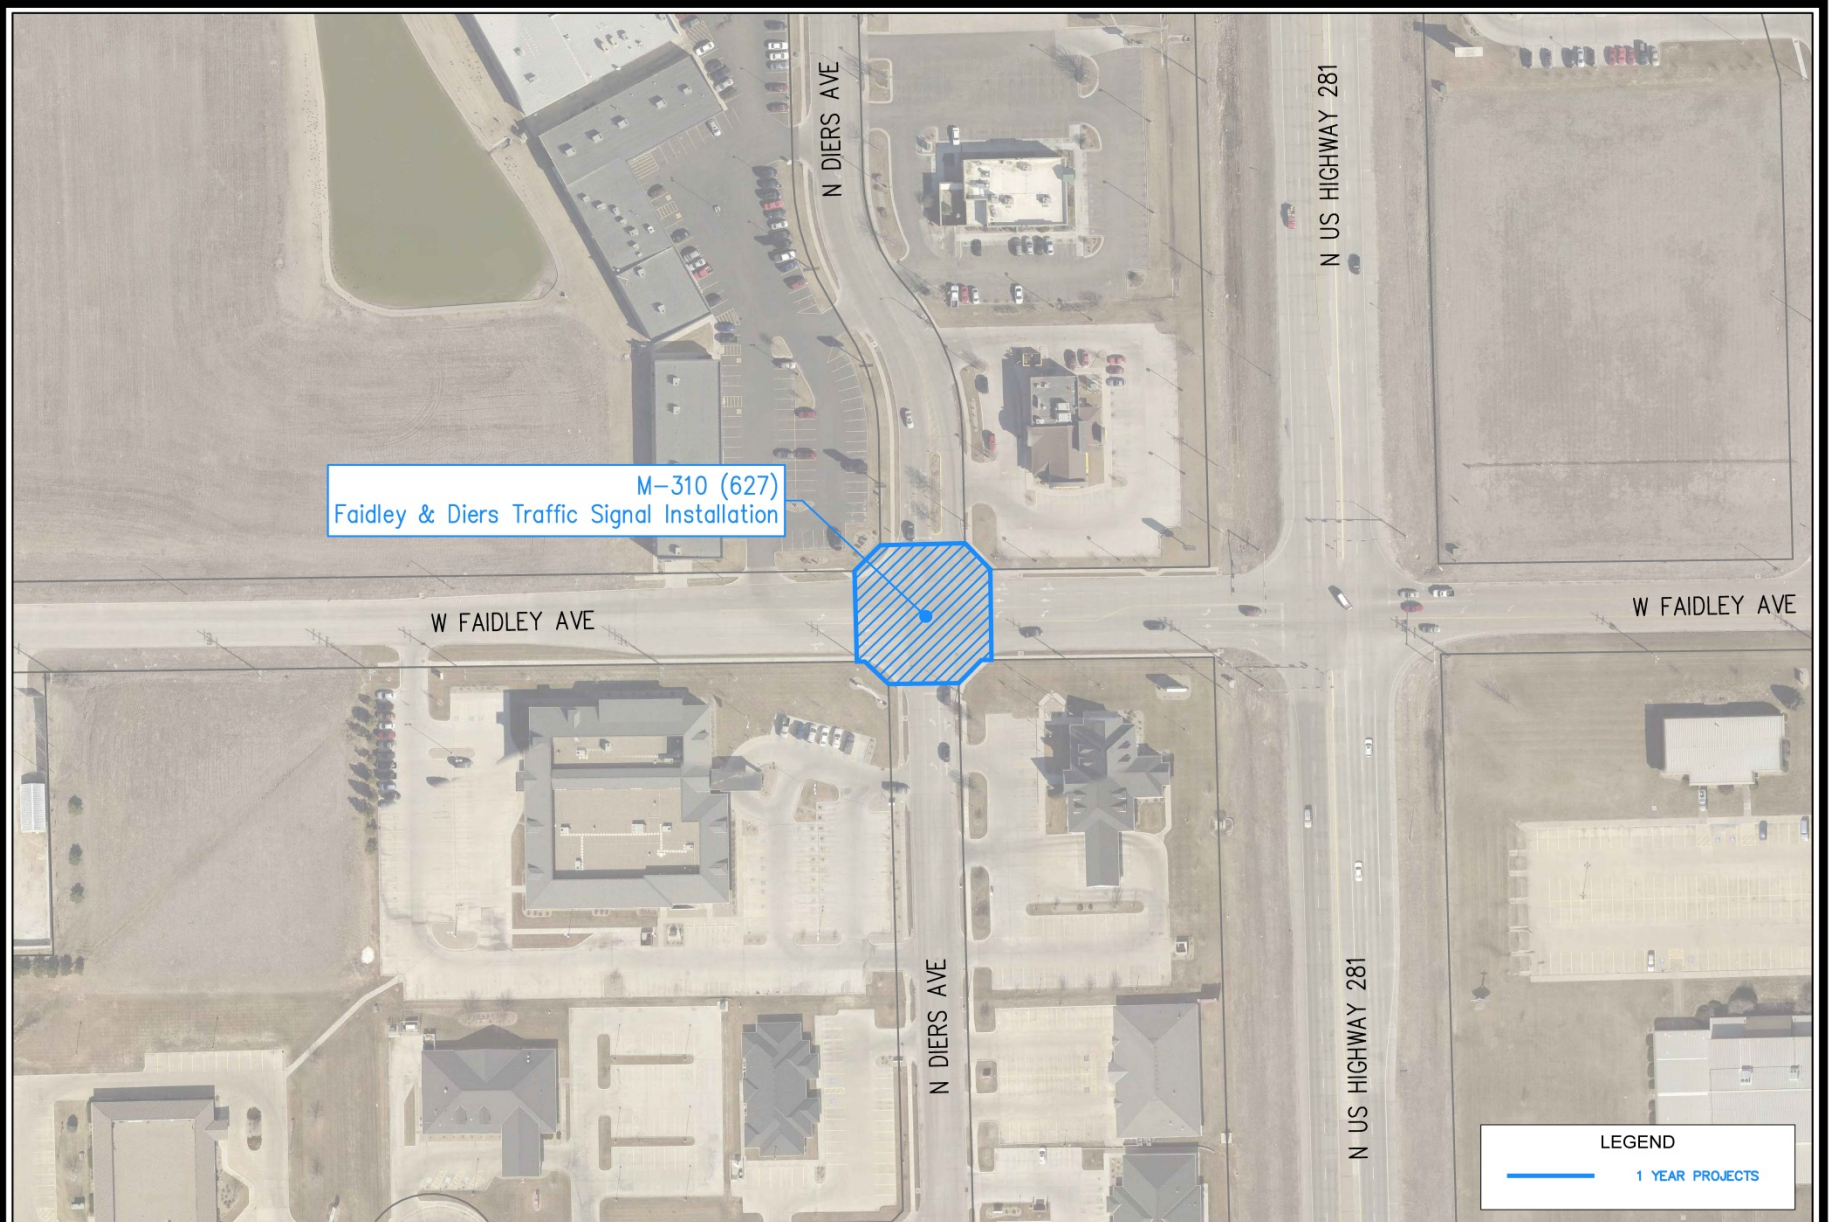 N DIERS AVE
N US HIGHWAY 281
M-310 (627)
Faidley & Diers Traffic Signal Installation
W FAIDLEY AVE
W FAIDLEY AVE
N DIERS AVE
N US HIGHWAY 281
LEGEND
1 YEAR PROJECTS